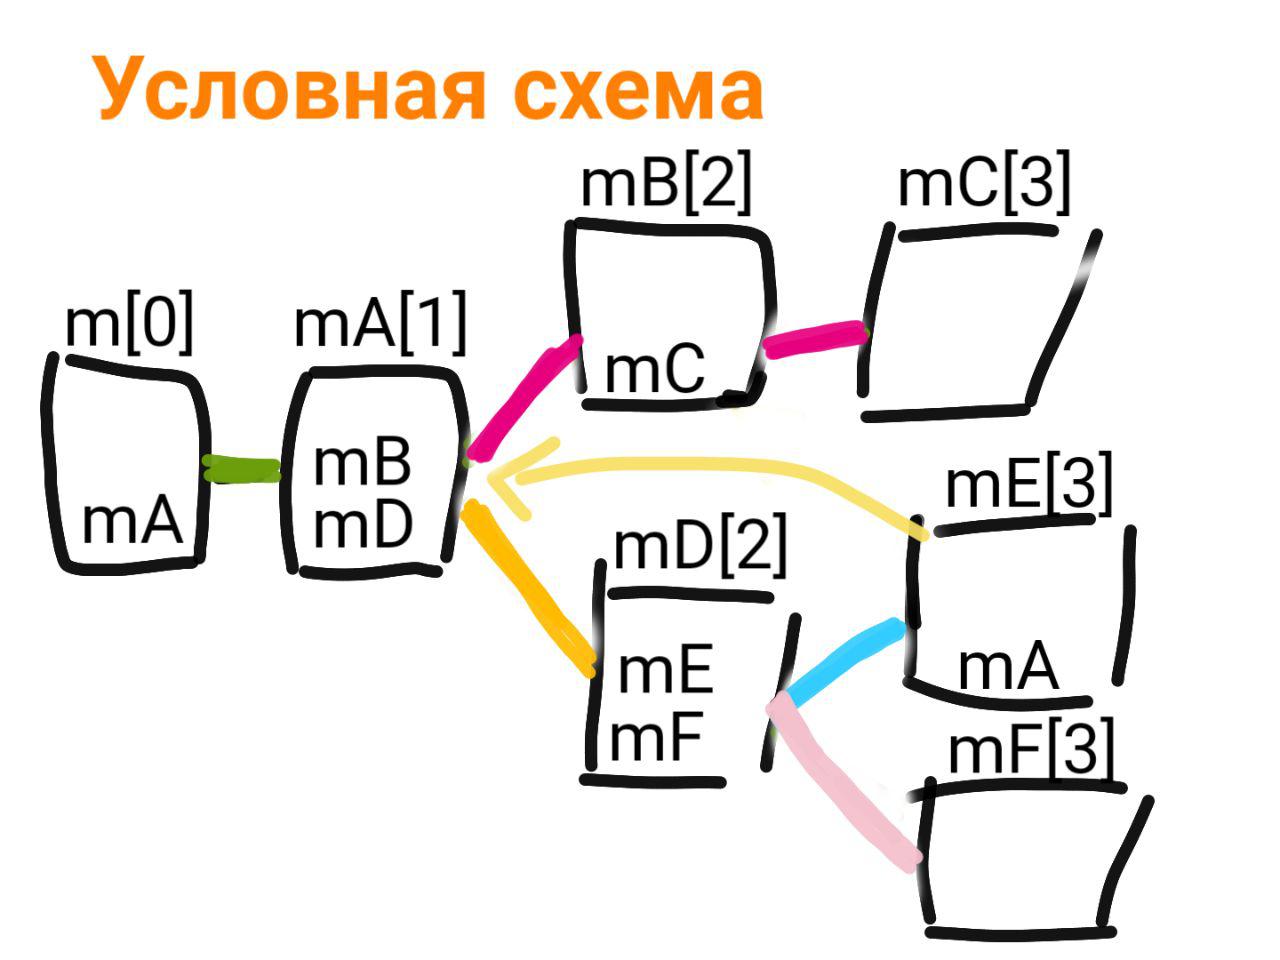 Условная схема
mB[2]
mC[3]
m[0]
mA[1]
mC
mB
mD
mA
mE[3]
mD[2]
mE
mF
mA
mF[3]